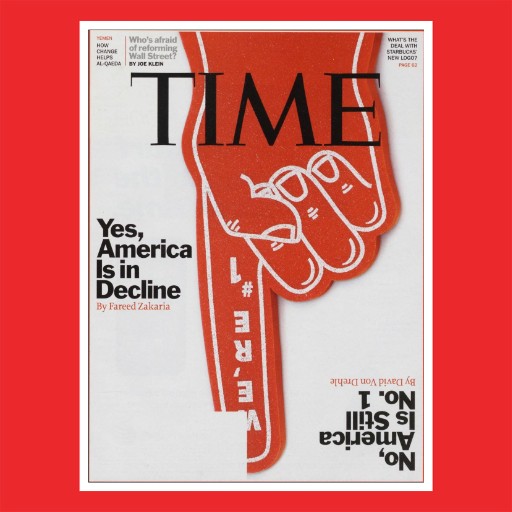 YEMEN
HOW
CHANGE
HELPS
AL-QAEDA
Who's afraid
of reforming
Wall Street?
BY JOE KLEIN
WHAT'S THE
DEAL WITH
STARBUCKS'
NEW LOGO?
PAGE 62
TIME
Yes,
America
Is in
Decline
By Fareed Zakaria
WE'RE #1
No,
America
Is Still
No. 1
By David Von Drehle